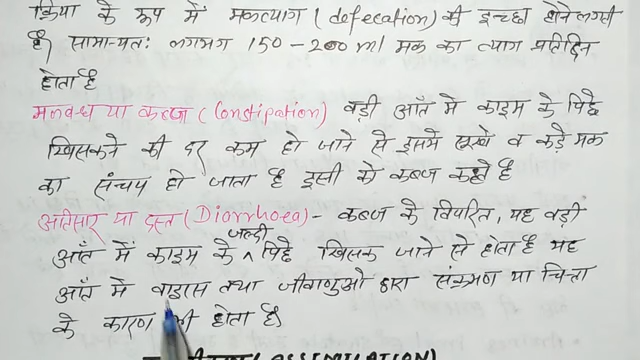 क्रिया के रूप में मलत्याग (defecation) की इच्छा होने लगती
है। सामान्यतः लगभग 150-200 ml मल का त्याग प्रतिदिन
होता है
मलबंध या कब्ज (Constipation) बड़ी आँत में काइम के पिछे
खिसकने की दर कम हो जाने से इसमें सूखे व कड़े मल
का संचय हो जाता है इसी को कब्ज कहते है
अतिसार या दस्त (Diorrhoea) - कब्ज के विपरित, यह बड़ी
आँत में काइम के जल्दी पिछे खिसक जाने से होता है यह
आँत में वाइरस तथा जीवाणुओ द्वारा संक्रमण या चिन्ता
के कारण भी होता है
(ASSIMILATION)